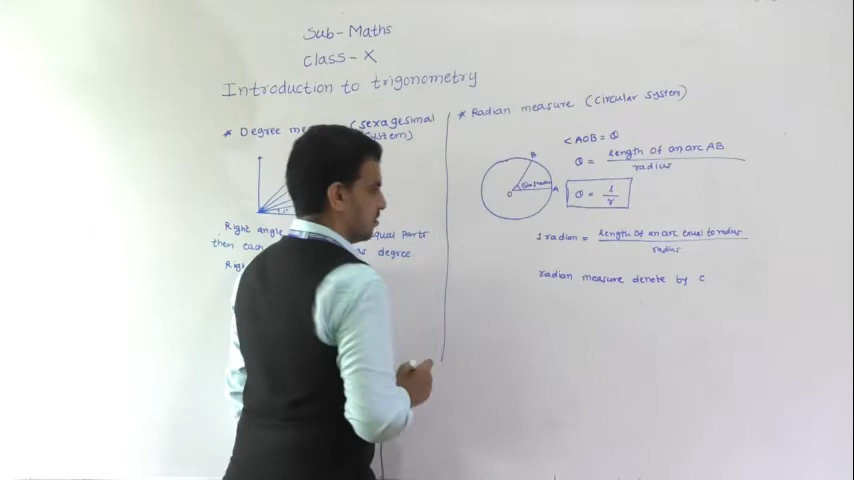 Sub- Maths
Class - X
Introduction to trigonometry
* Degree me (sexagesimal
system)
Right angle equal parts
then each degree
* Radian measure (circular system)
<AOB = θ
θ = length of an arc AB
radius
θ = l
r
B
A
O
1 radian = length of an arc equal to radius
radius
radian measure denote by c